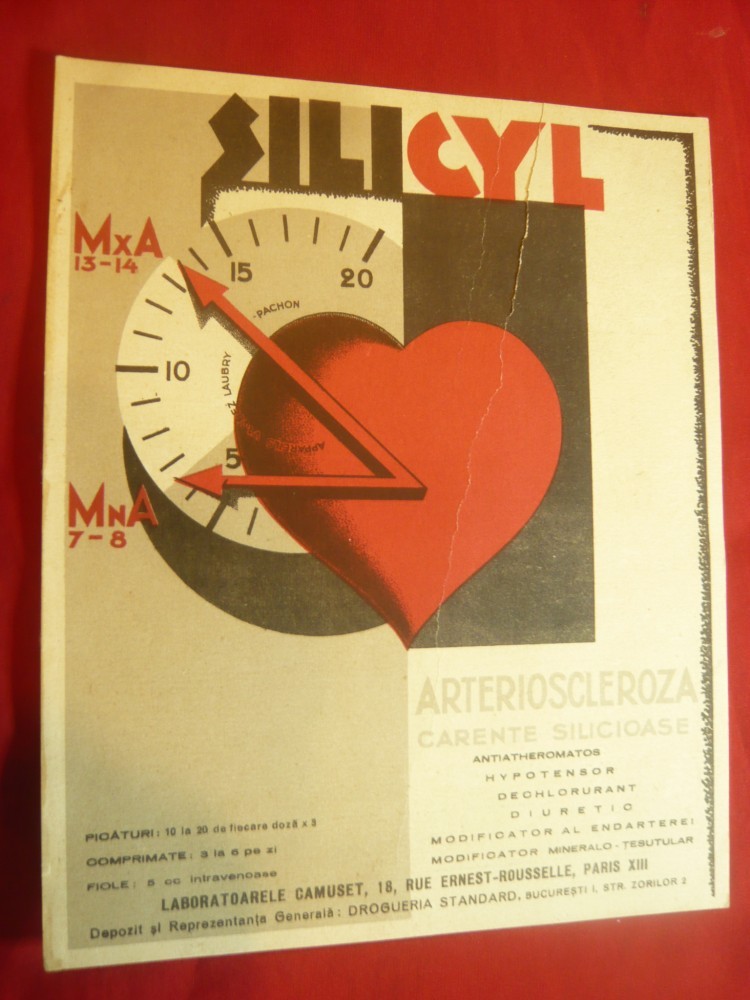 SILICYL
MxA
13-14
15
20
PACHON
10
LAUBRY
5
MNA
7-8
ARTERIOSCLEROZA
CARENTE SILICIOASE
ANTIATHEROMATOS
HYPOTENSOR
DECHLORURANT
DIURETIC
MODIFICATOR AL ENDARTEREI
MODIFICATOR MINERALO-TESUTULAR
PICĂTURI: 10 la 20 de fiecare doză x 3
COMPRIMATE: 3 la 6 pe zi
FIOLE: 5 cc intravenoase
LABORATOARELE CAMUSET, 18, RUE ERNEST-ROUSSELLE, PARIS XIII
Depozit și Reprezentanța Generală: DROGUERIA STANDARD, BUCUREȘTI I, STR. ZORILOR 2